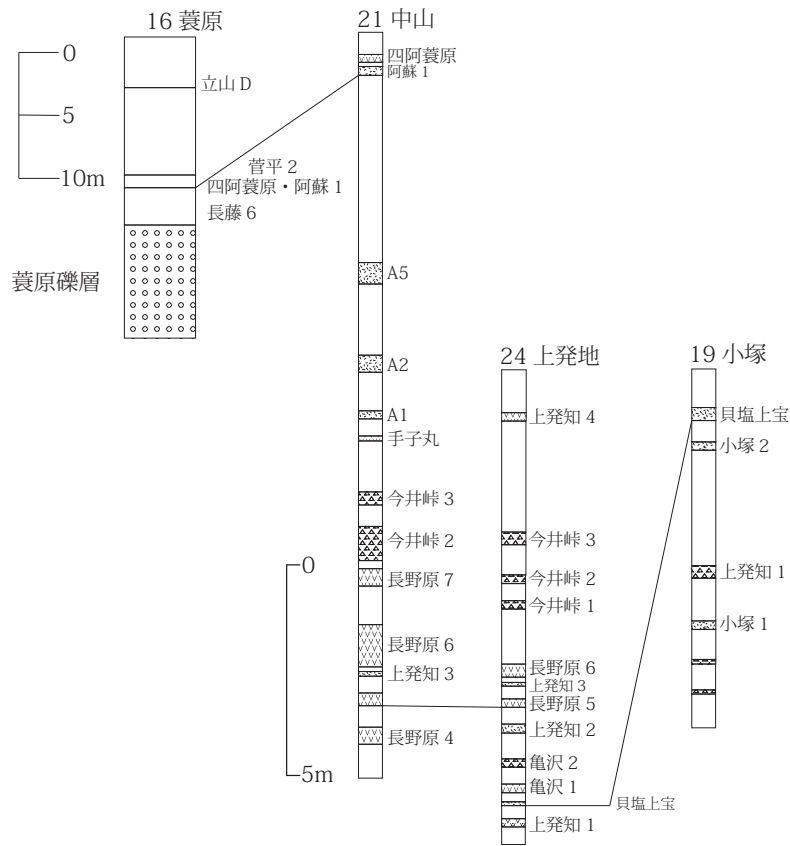 16 蓑原
0
5
10m
立山 D
菅平 2
四阿蓑原・阿蘇 1
長藤 6
蓑原礫層
21 中山
四阿蓑原
阿蘇 1
A5
A2
A1
手子丸
今井峠 3
今井峠 2
長野原 7
長野原 6
上発知 3
長野原 4
0
5m
24 上発地
上発知 4
今井峠 3
今井峠 2
今井峠 1
長野原 6
上発知 3
長野原 5
上発知 2
亀沢 2
亀沢 1
貝塩上宝
上発知 1
19 小塚
貝塩上宝
小塚 2
上発知 1
小塚 1